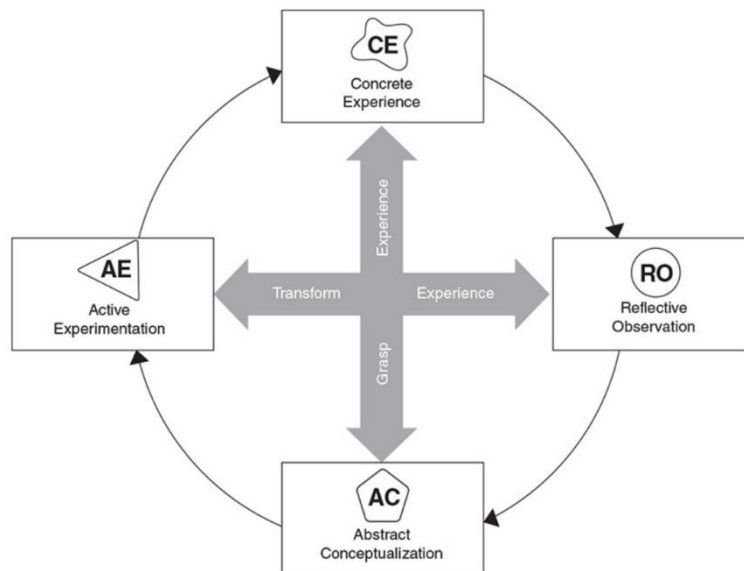 CE
Concrete
Experience
Experience
AE
Active
Experimentation
Transform
Experience
RO
Reflective
Observation
Grasp
AC
Abstract
Conceptualization